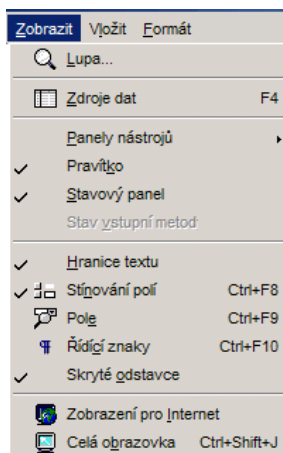 Zobrazit Vložit Formát
Lupa...
Zdroje dat F4
Panely nástrojů
Pravítko
Stavový panel
Stav vstupní metod
Hranice textu
Stínování polí Ctrl+F8
Pole Ctrl+F9
Řídící znaky Ctrl+F10
Skryté odstavce
Zobrazení pro Internet
Celá obrazovka Ctrl+Shift+J